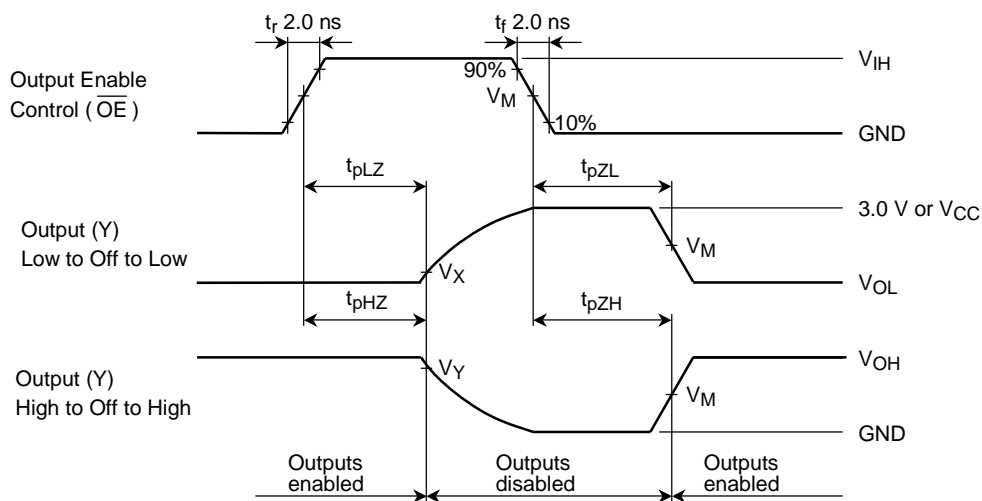 tr 2.0 ns
tf 2.0 ns
Output Enable
Control ( OE )
90%
VM
10%
VIH
GND
tpLZ
tpZL
Output (Y)
Low to Off to Low
VX
VM
3.0 V or VCC
VOL
tpHZ
tpZH
Output (Y)
High to Off to High
VY
VM
VOH
GND
Outputs
enabled
Outputs
disabled
Outputs
enabled